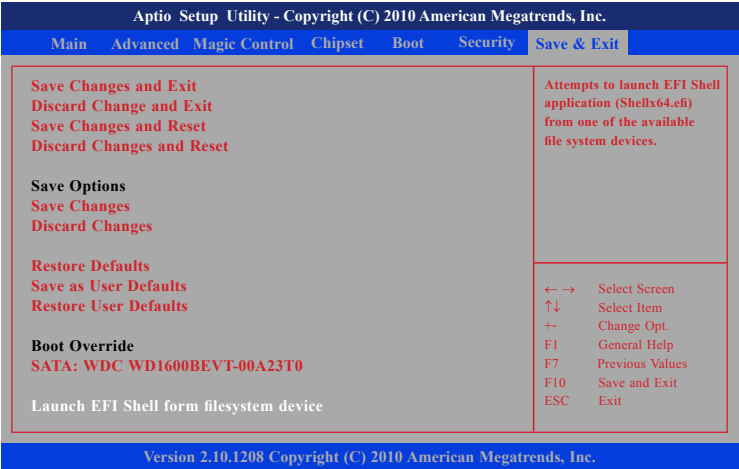 Aptio Setup Utility - Copyright (C) 2010 American Megatrends, Inc.
Main Advanced Magic Control Chipset Boot Security Save & Exit
Save Changes and Exit
Discard Change and Exit
Save Changes and Reset
Discard Changes and Reset
Save Options
Save Changes
Discard Changes
Restore Defaults
Save as User Defaults
Restore User Defaults
Boot Override
SATA: WDC WD1600BEVT-00A23T0
Launch EFI Shell form filesystem device
Attempts to launch EFI Shell
application (Shellx64.efi)
from one of the available
file system devices.
← → Select Screen
↑↓ Select Item
+- Change Opt.
F1 General Help
F7 Previous Values
F10 Save and Exit
ESC Exit
Version 2.10.1208 Copyright (C) 2010 American Megatrends, Inc.